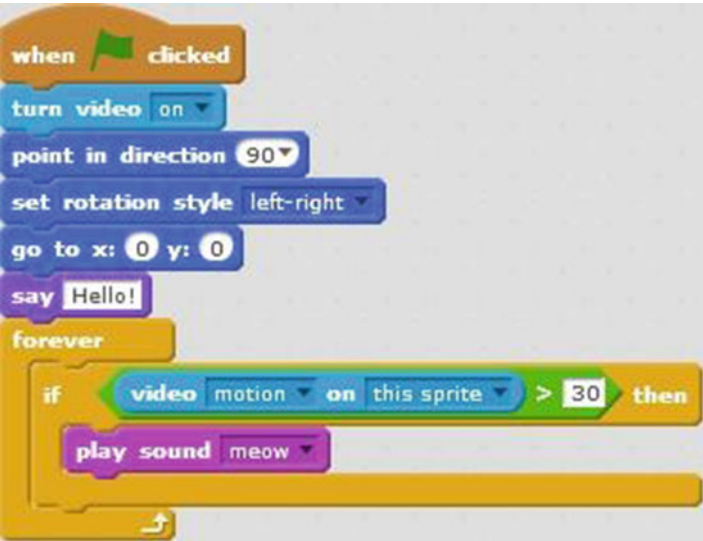 when clicked
turn video on
point in direction 90
set rotation style left-right
go to x: 0 y: 0
say Hello!
forever
if video motion on this sprite > 30 then
play sound meow